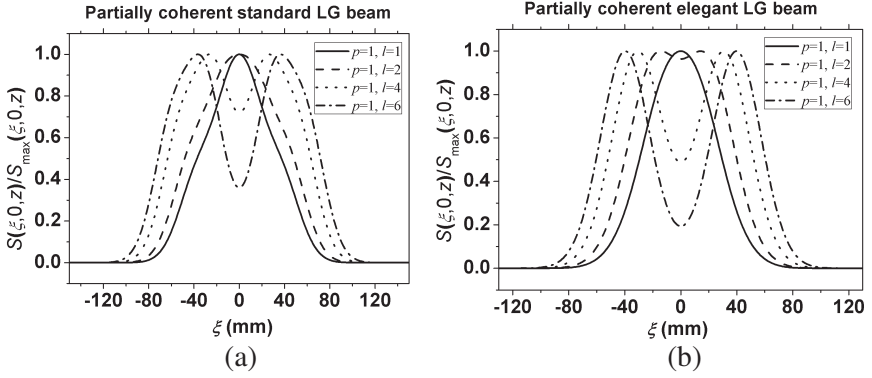 Partially coherent standard LG beam
S(ξ,0,z)/S_max(ξ,0,z)
1.0
0.8
0.6
0.4
0.2
0.0
p=1, l=1
p=1, l=2
p=1, l=4
p=1, l=6
-120 -80 -40 0 40 80 120
ξ (mm)
(a)
Partially coherent elegant LG beam
S(ξ,0,z)/S_max(ξ,0,z)
1.0
0.8
0.6
0.4
0.2
0.0
p=1, l=1
p=1, l=2
p=1, l=4
p=1, l=6
-120 -80 -40 0 40 80 120
ξ (mm)
(b)